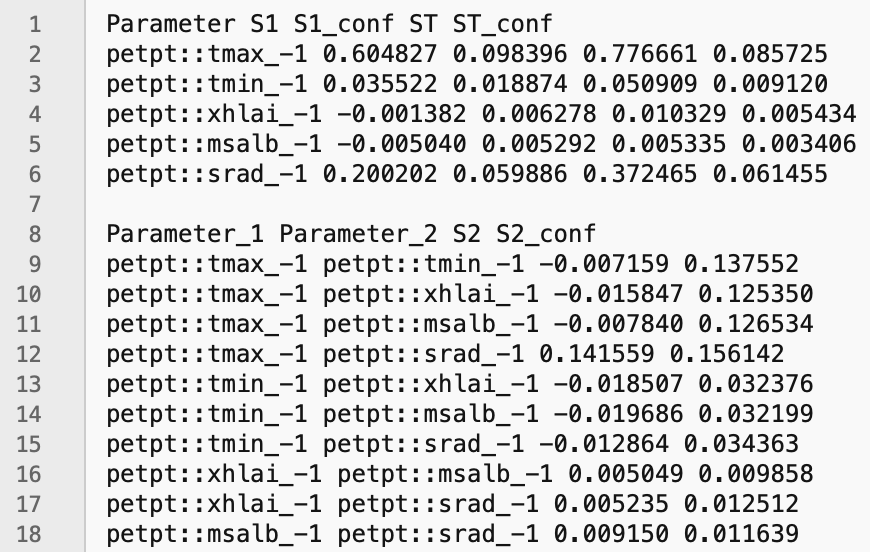 1 Parameter S1 S1_conf ST ST_conf
2 petpt::tmax_-1 0.604827 0.098396 0.776661 0.085725
3 petpt::tmin_-1 0.035522 0.018874 0.050909 0.009120
4 petpt::xhlai_-1 -0.001382 0.006278 0.010329 0.005434
5 petpt::msalb_-1 -0.005040 0.005292 0.005335 0.003406
6 petpt::srad_-1 0.200202 0.059886 0.372465 0.061455
7
8 Parameter_1 Parameter_2 S2 S2_conf
9 petpt::tmax_-1 petpt::tmin_-1 -0.007159 0.137552
10 petpt::tmax_-1 petpt::xhlai_-1 -0.015847 0.125350
11 petpt::tmax_-1 petpt::msalb_-1 -0.007840 0.126534
12 petpt::tmax_-1 petpt::srad_-1 0.141559 0.156142
13 petpt::tmin_-1 petpt::xhlai_-1 -0.018507 0.032376
14 petpt::tmin_-1 petpt::msalb_-1 -0.019686 0.032199
15 petpt::tmin_-1 petpt::srad_-1 -0.012864 0.034363
16 petpt::xhlai_-1 petpt::msalb_-1 0.005049 0.009858
17 petpt::xhlai_-1 petpt::srad_-1 0.005235 0.012512
18 petpt::msalb_-1 petpt::srad_-1 0.009150 0.011639